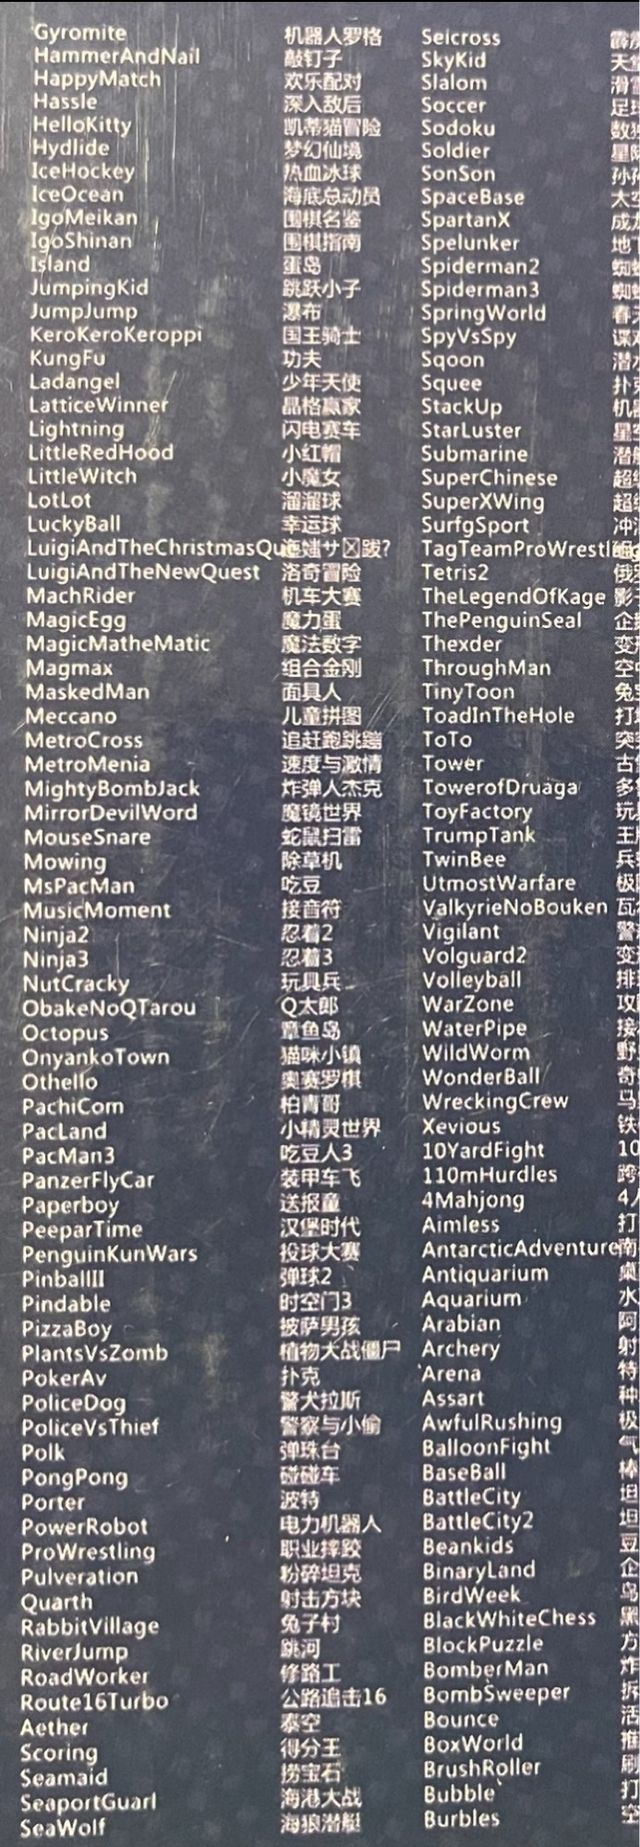 Gyromite 机器人罗格 Seicross
HammerAndNail 敲钉子 SkyKid
HappyMatch 欢乐配对 Slalom
Hassle 深入敌后 Soccer
HelloKitty 凯蒂猫冒险 Sodoku
Hydlide 梦幻仙境 Soldier
IceHockey 热血冰球 SonSon
IceOcean 海底总动员 SpaceBase
IgoMeikan 围棋名鉴 SpartanX
IgoShinan 围棋指南 Spelunker
Island 蛋岛 Spiderman2
JumpingKid 跳跃小子 Spiderman3
JumpJump 瀑布 SpringWorld
KeroKeroKeroppi 国王骑士 SpyVsSpy
KungFu 功夫 Sqoon
Ladangel 少年天使 Squee
LatticeWinner 晶格赢家 StackUp
Lightning 闪电赛车 StarLuster
LittleRedHood 小红帽 Submarine
LittleWitch 小魔女 SuperChinese
LotLot 溜溜球 SuperXWing
LuckyBall 幸运球 SurfgSport
LuigiAndTheChristmasQu TagTeamProWrestli
LuigiAndTheNewQuest 洛奇冒险 Tetris2
MachRider 机车大赛 TheLegendOfKage
MagicEgg 魔力蛋 ThePenguinSeal
MagicMatheMatic 魔法数字 Thexder
Magmax 组合金刚 ThroughMan
MaskedMan 面具人 TinyToon
Meccano 儿童拼图 ToadInTheHole
MetroCross 追赶跑跳蹦 ToTo
MetroMenia 速度与激情 Tower
MightyBombJack 炸弹人杰克 TowerofDruaga
MirrorDevilWord 魔镜世界 ToyFactory
MouseSnare 蛇鼠扫雷 TrumpTank
Mowing 除草机 TwinBee
MsPacMan 吃豆 UtmostWarfare
MusicMoment 接音符 ValkyrieNoBouken
Ninja2 忍着2 Vigilant
Ninja3 忍着3 Volguard2
NutCracky 玩具兵 Volleyball
ObakeNoQTarou Q太郎 WarZone
Octopus 章鱼岛 WaterPipe
OnyankoTown 猫咪小镇 WildWorm
Othello 奥赛罗棋 WonderBall
PachiCom 柏青哥 WreckingCrew
PacLand 小精灵世界 Xevious
PacMan3 吃豆人3 10YardFight
PanzerFlyCar 装甲车飞 110mHurdles
Paperboy 送报童 4Mahjong
PeeparTime 汉堡时代 Aimless
PenguinKunWars 投球大赛 AntarcticAdventure
PinballII 弹球2 Antiquarium
Pindable 时空门3 Aquarium
PizzaBoy 披萨男孩 Arabian
PlantsVsZomb 植物大战僵尸 Archery
PokerAv 扑克 Arena
PoliceDog 警犬拉斯 Assart
PoliceVsThief 警察与小偷 AwfulRushing
Polk 弹珠台 BalloonFight
PongPong 碰碰车 BaseBall
Porter 波特 BattleCity
PowerRobot 电力机器人 BattleCity2
ProWrestling 职业摔跤 Beankids
Pulveration 粉碎坦克 BinaryLand
Quarth 射击方块 BirdWeek
RabbitVillage 兔子村 BlackWhiteChess
RiverJump 跳河 BlockPuzzle
RoadWorker 修路工 BomberMan
Route16Turbo 公路追击16 BombSweeper
Aether 泰空 Bounce
Scoring 得分王 BoxWorld
Seamaid 捞宝石 BrushRoller
SeaportGuarl 海港大战 Bubble
SeaWolf 海狼潜艇 Burbles